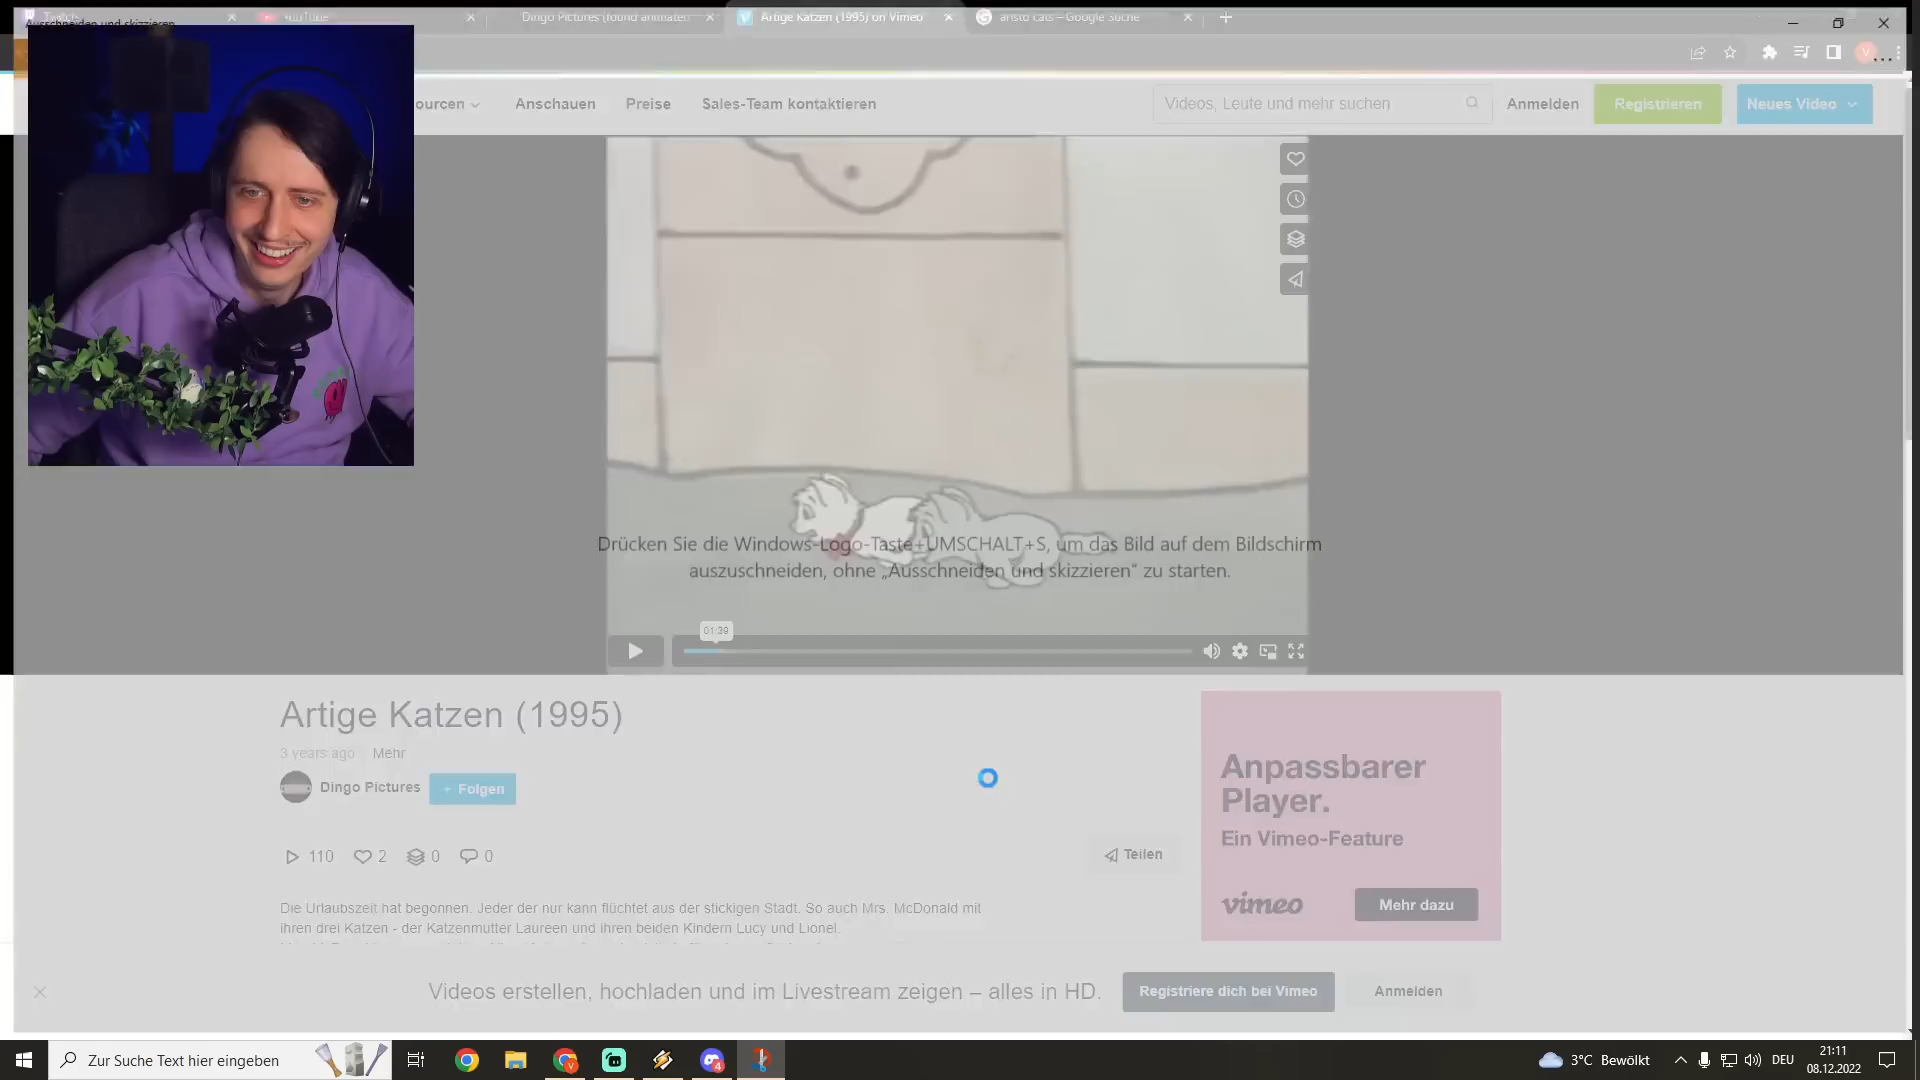 Ausschneiden und skizzieren
Twitch
YouTube
Dingo Pictures (found animated
Artige Katzen (1995) on Vimeo
aristo cats – Google Suche
ourcen
Anschauen
Preise
Sales-Team kontaktieren
Videos, Leute und mehr suchen
Anmelden
Registrieren
Neues Video
V
Drücken Sie die Windows-Logo-Taste+UMSCHALT+S, um das Bild auf dem Bildschirm
auszuschneiden, ohne „Ausschneiden und skizzieren“ zu starten.
01:39
Artige Katzen (1995)
3 years ago
Mehr
Dingo Pictures
+ Folgen
110
2
0
0
Teilen
Die Urlaubszeit hat begonnen. Jeder der nur kann flüchtet aus der stickigen Stadt. So auch Mrs. McDonald mit
ihren drei Katzen - der Katzenmutter Laureen und ihren beiden Kindern Lucy und Lionel.
Anpassbarer
Player.
Ein Vimeo-Feature
vimeo
Mehr dazu
Videos erstellen, hochladen und im Livestream zeigen – alles in HD.
Registriere dich bei Vimeo
Anmelden
Zur Suche Text hier eingeben
V
4
3°C Bewölkt
DEU
21:11
08.12.2022